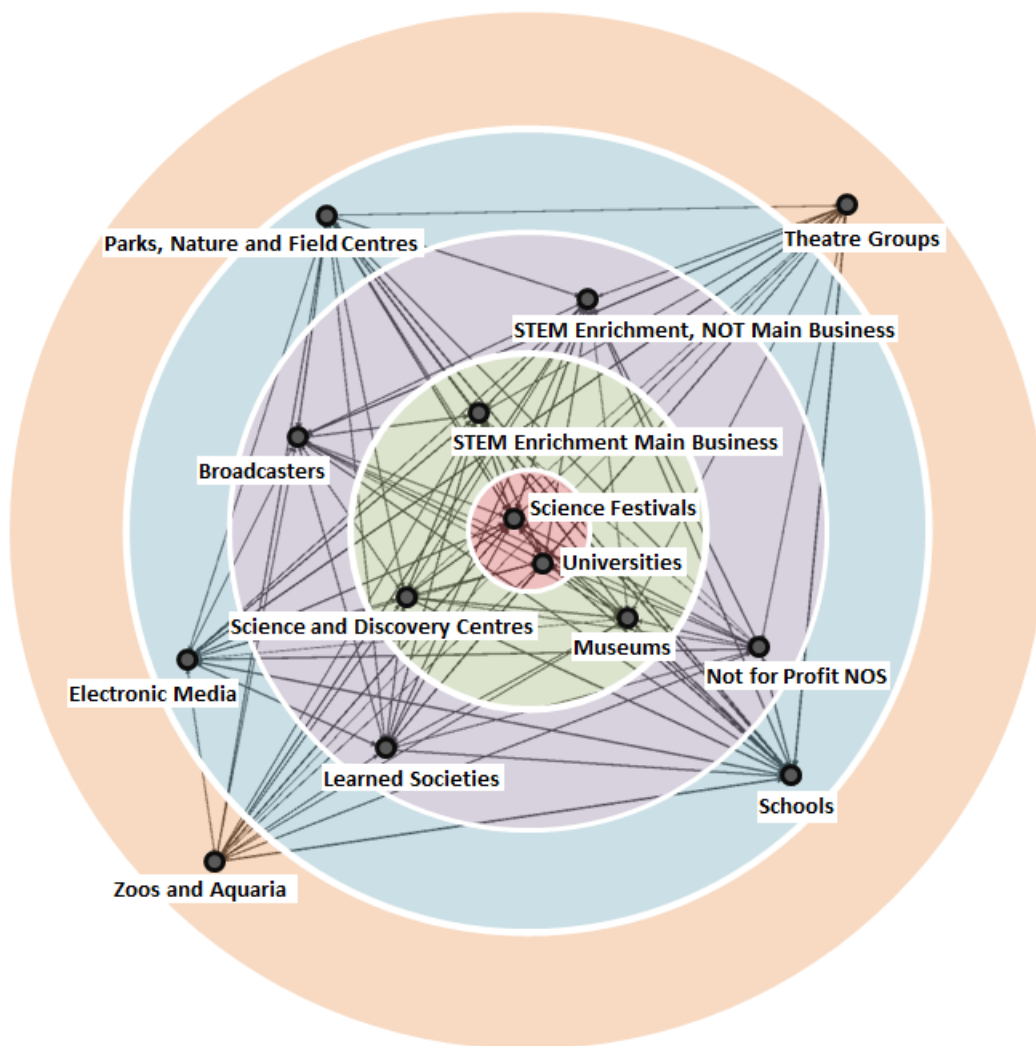 Parks, Nature and Field Centres
Theatre Groups
STEM Enrichment, NOT Main Business
STEM Enrichment Main Business
Broadcasters
Science Festivals
Universities
Science and Discovery Centres
Museums
Not for Profit NOS
Electronic Media
Learned Societies
Schools
Zoos and Aquaria